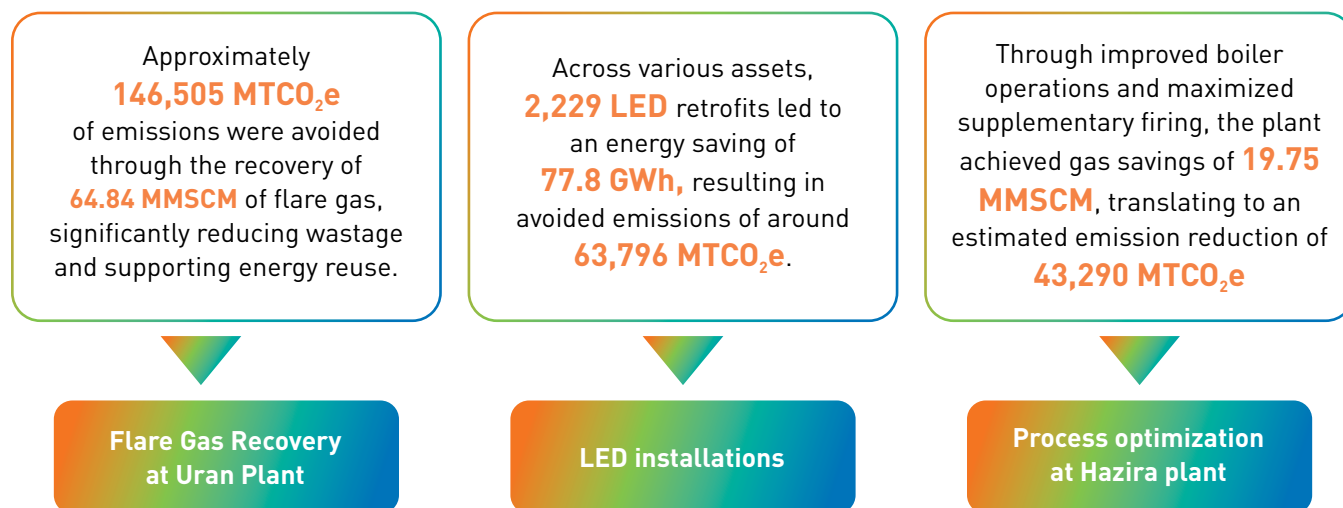 Approximately
146,505 MTCO₂e
of emissions were avoided
through the recovery of
64.84 MMSCM of flare gas,
significantly reducing wastage
and supporting energy reuse.
Flare Gas Recovery
at Uran Plant
Across various assets,
2,229 LED retrofits led to
an energy saving of
77.8 GWh, resulting in
avoided emissions of around
63,796 MTCO₂e.
LED installations
Through improved boiler
operations and maximized
supplementary firing, the plant
achieved gas savings of 19.75
MMSCM, translating to an
estimated emission reduction of
43,290 MTCO₂e
Process optimization
at Hazira plant